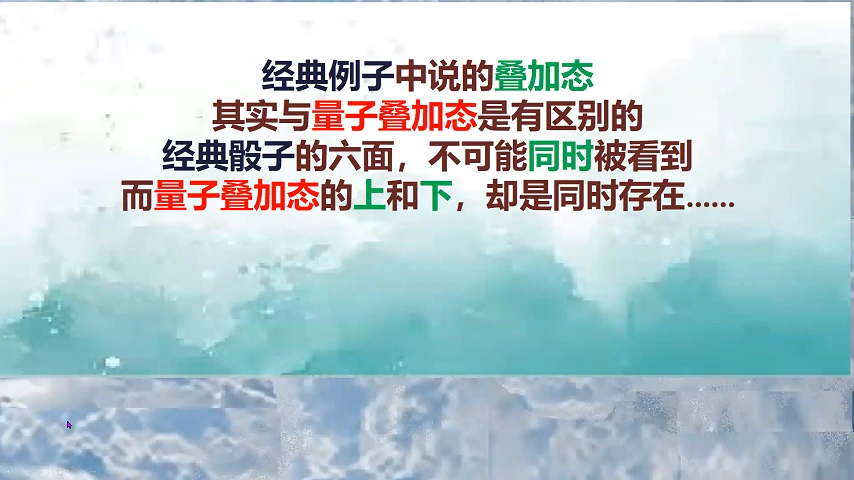 经典例子中说的叠加态
其实与量子叠加态是有区别的
经典骰子的六面，不可能同时被看到
而量子叠加态的上和下，却是同时存在......